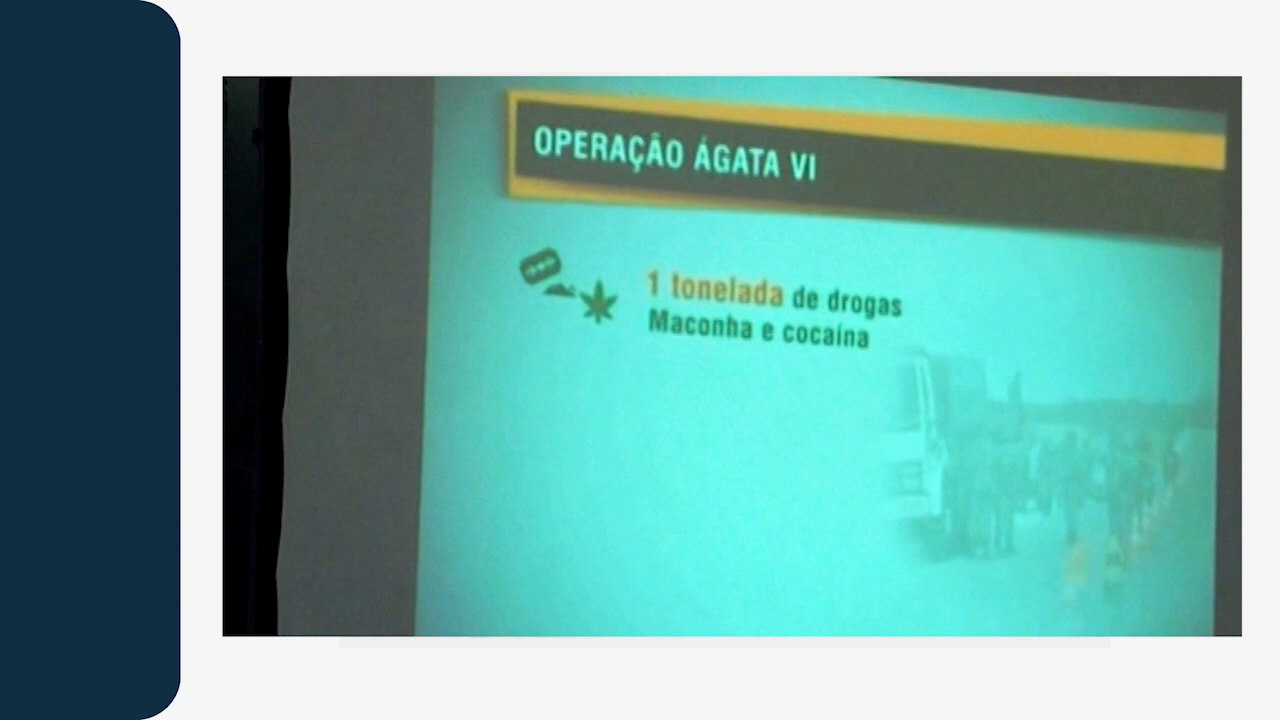 OPERAÇÃO ÁGATA VI
1 tonelada de drogas
Maconha e cocaína